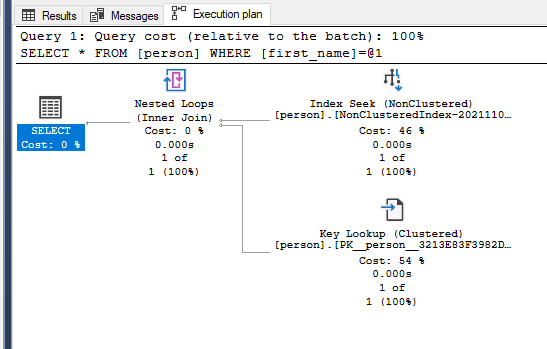 Results Messages Execution plan
Query 1: Query cost (relative to the batch): 100%
SELECT * FROM [person] WHERE [first_name]=@1
SELECT
Cost: 0 %
Nested Loops
(Inner Join)
Cost: 0 %
0.000s
1 of
1 (100%)
Index Seek (NonClustered)
[person].[NonClusteredIndex-2021110…
Cost: 46 %
0.000s
1 of
1 (100%)
Key Lookup (Clustered)
[person].[PK__person__3213E83F3982D…
Cost: 54 %
0.000s
1 of
1 (100%)